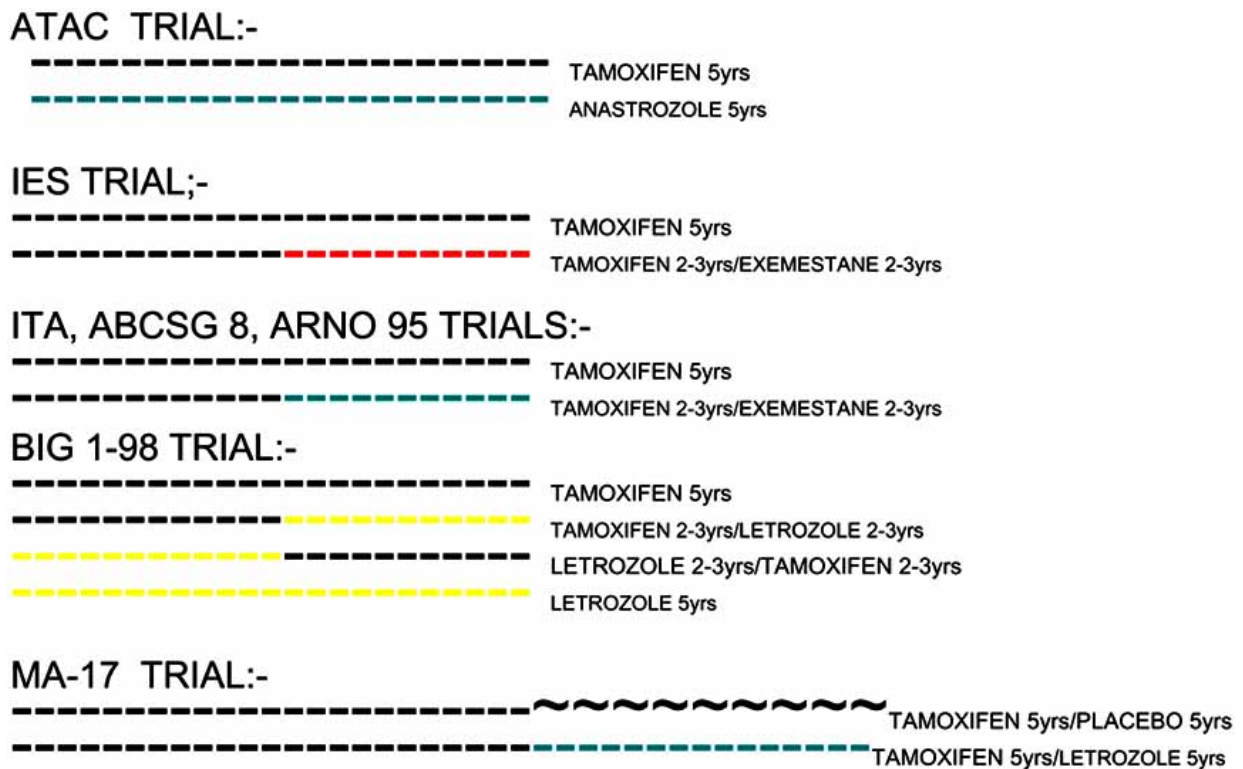 ATAC TRIAL:-
TAMOXIFEN 5yrs
ANASTROZOLE 5yrs
IES TRIAL;-
TAMOXIFEN 5yrs
TAMOXIFEN 2-3yrs/EXEMESTANE 2-3yrs
ITA, ABCSG 8, ARNO 95 TRIALS:-
TAMOXIFEN 5yrs
TAMOXIFEN 2-3yrs/EXEMESTANE 2-3yrs
BIG 1-98 TRIAL:-
TAMOXIFEN 5yrs
TAMOXIFEN 2-3yrs/LETROZOLE 2-3yrs
LETROZOLE 2-3yrs/TAMOXIFEN 2-3yrs
LETROZOLE 5yrs
MA-17 TRIAL:-
TAMOXIFEN 5yrs/PLACEBO 5yrs
TAMOXIFEN 5yrs/LETROZOLE 5yrs